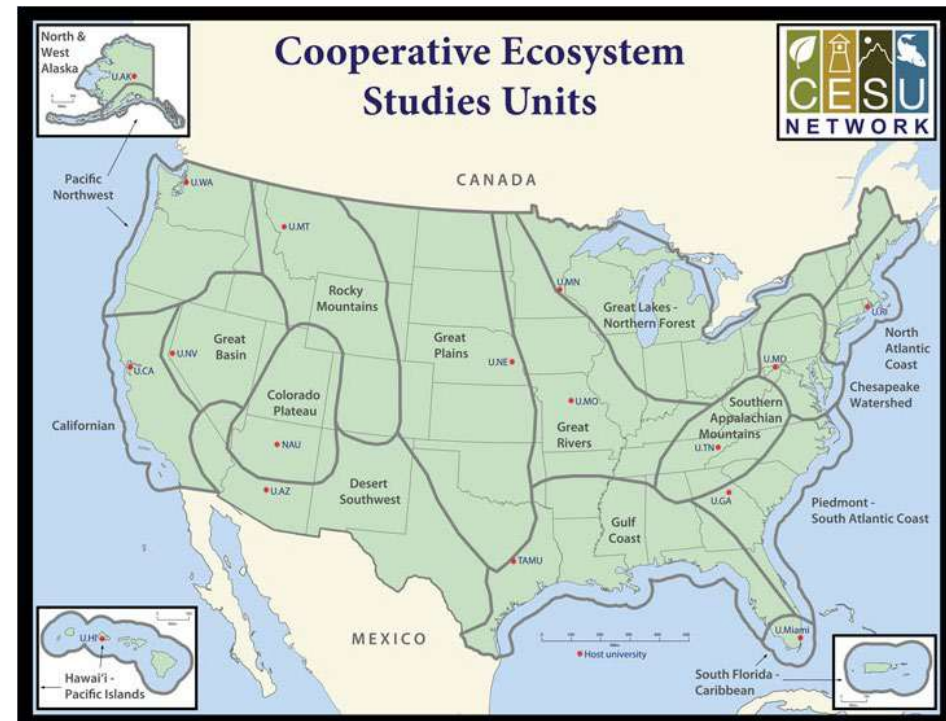 Cooperative Ecosystem
Studies Units
CESU
NETWORK
North &
West
Alaska
U.AK
Pacific
Northwest
CANADA
U.WA
U.MT
Rocky
Mountains
U.MN
Great Lakes -
Northern Forest
U.RI
North
Atlantic
Coast
Great
Basin
U.NV
U.CA
Great
Plains
U.NE
U.MD
Chesapeake
Watershed
Colorado
Plateau
Californian
NAU
U.MO
Great
Rivers
Southern
Appalachian
Mountains
U.TN
U.AZ
Desert
Southwest
U.GA
Piedmont -
South Atlantic Coast
Gulf
Coast
TAMU
MEXICO
U.HI
Hawai'i -
Pacific Islands
Host university
U.Miami
South Florida -
Caribbean